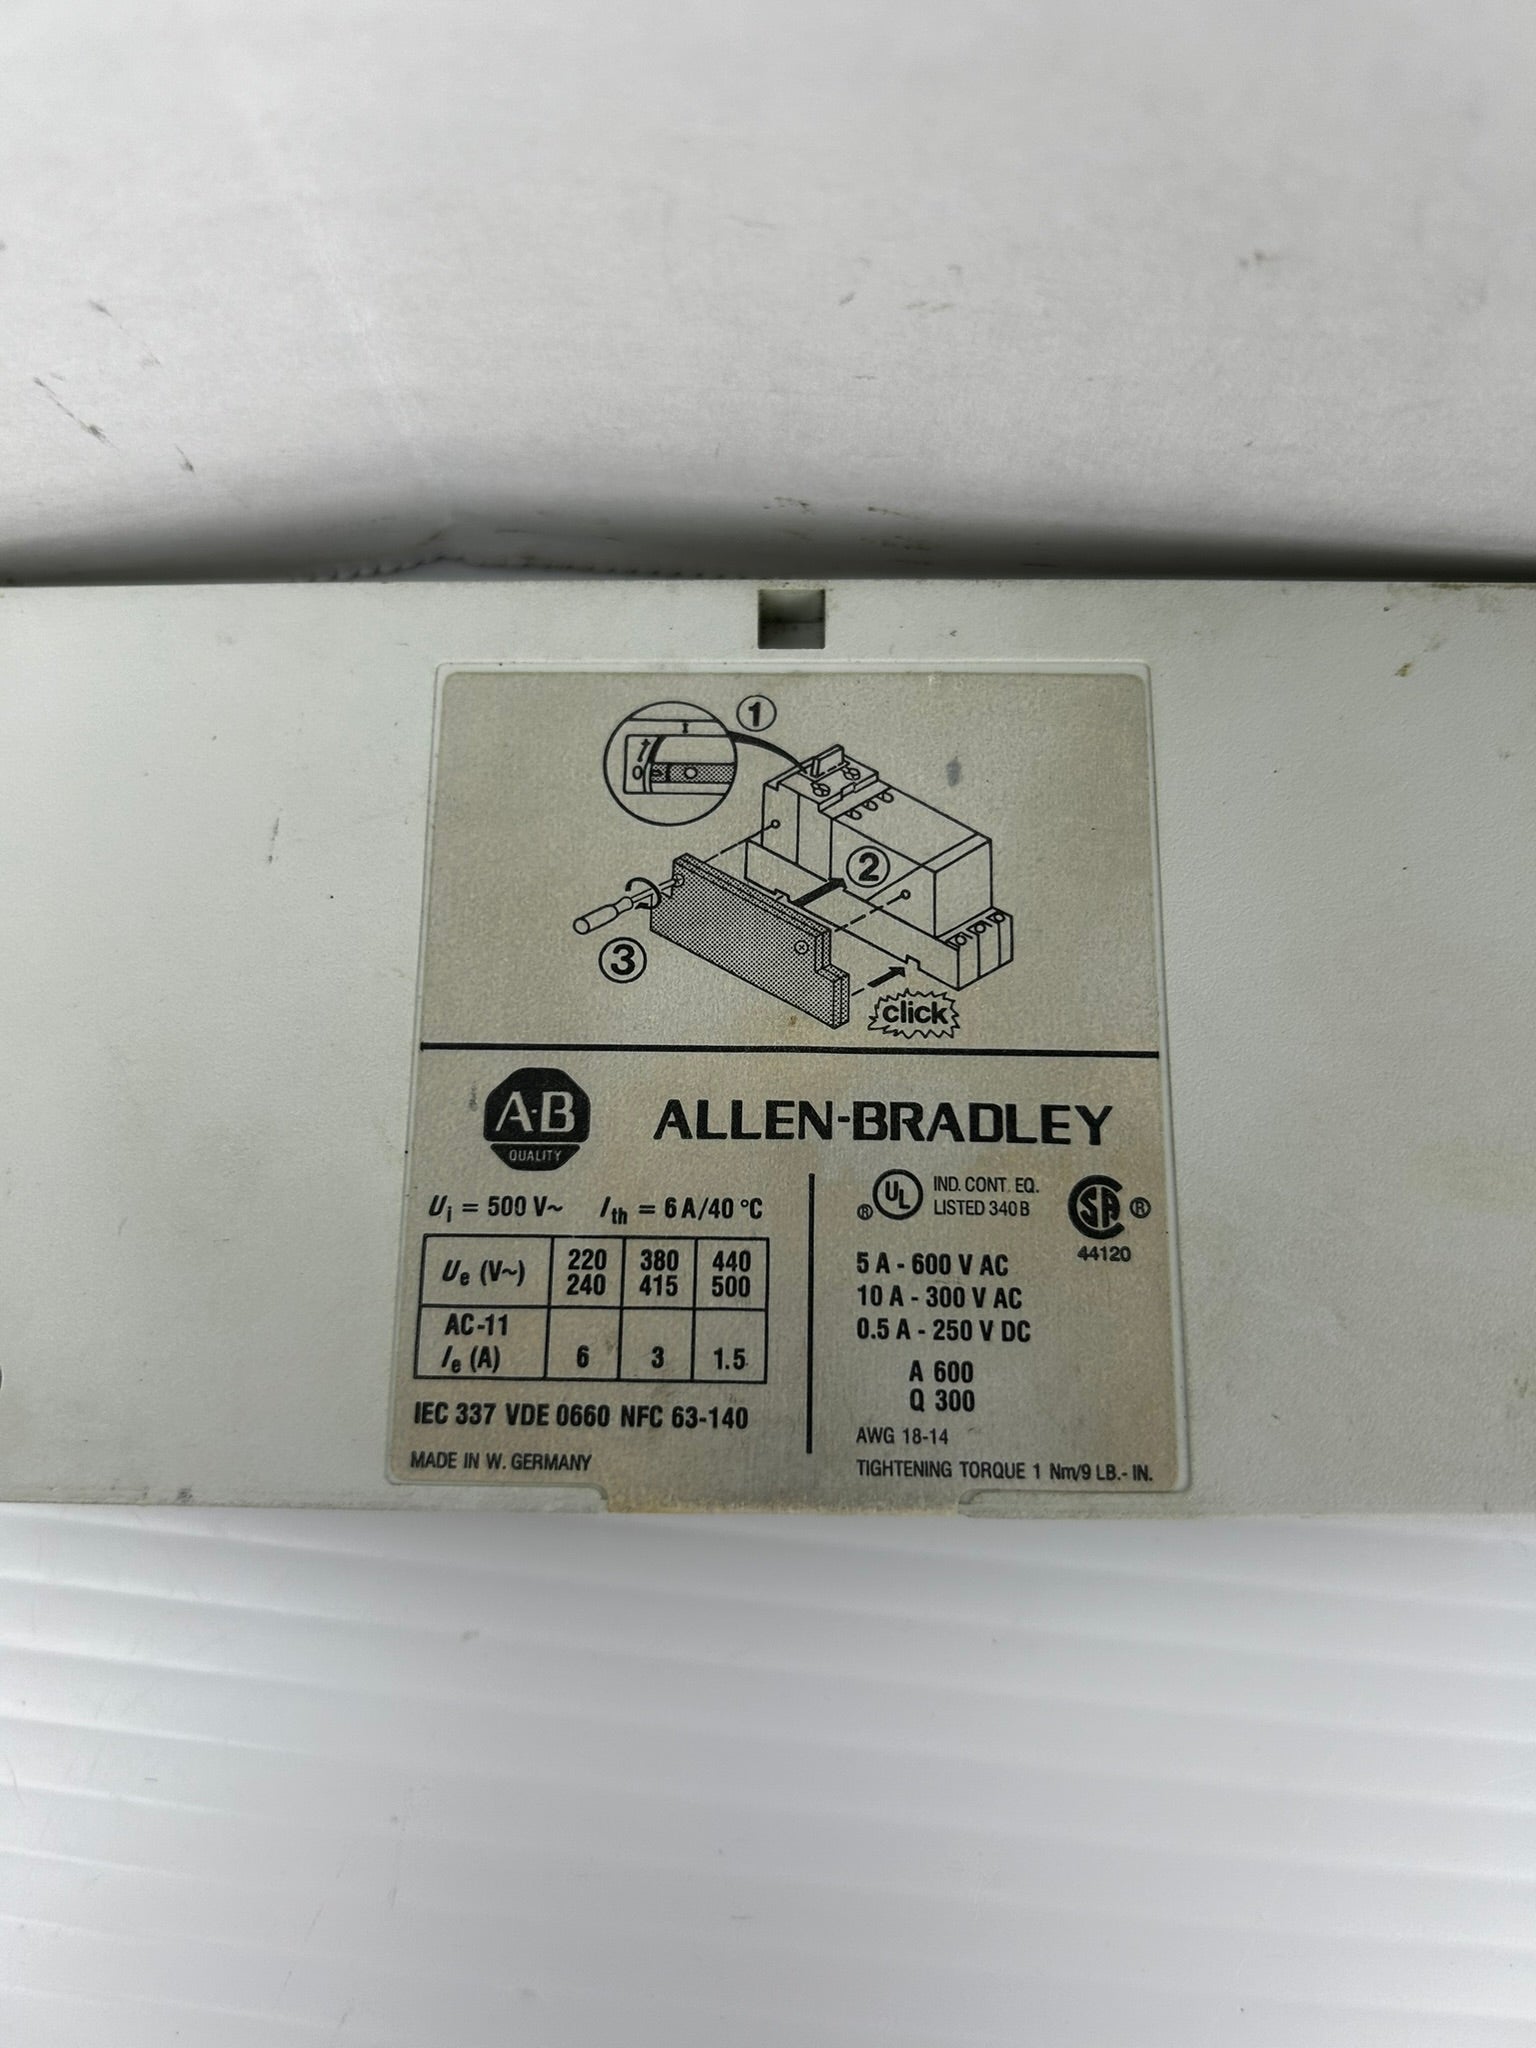 1
O
2
3
click
A-B
QUALITY
ALLEN-BRADLEY
Ui = 500 V~ Ith = 6 A/40 °C
Ue (V~) 220 240 380 415 440 500
AC-11 Ie (A) 6 3 1.5
IEC 337 VDE 0660 NFC 63-140
MADE IN W. GERMANY
® UL IND. CONT. EQ.
LISTED 340 B
SA ®
44120
5 A - 600 V AC
10 A - 300 V AC
0.5 A - 250 V DC
A 600
Q 300
AWG 18-14
TIGHTENING TORQUE 1 Nm/9 LB.- IN.